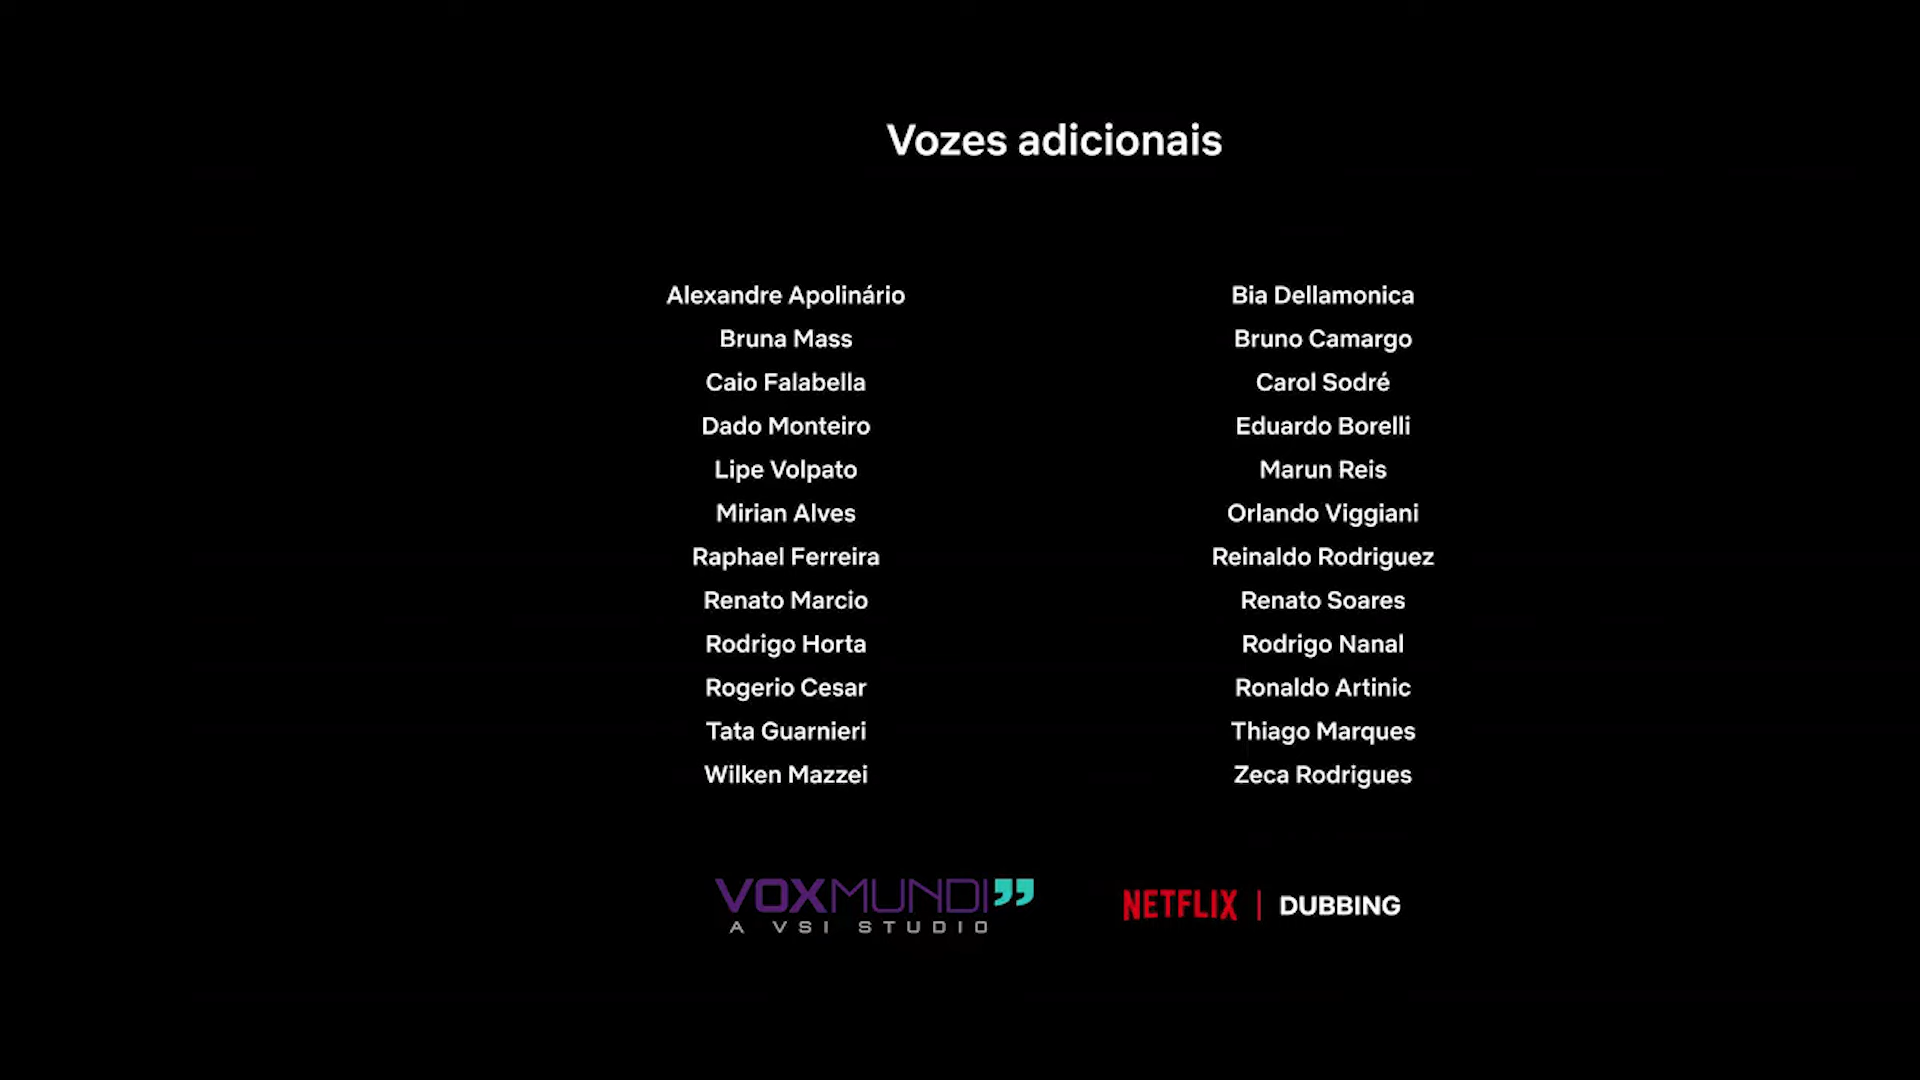 Vozes adicionais
Alexandre Apolinário
Bia Dellamonica
Bruna Mass
Bruno Camargo
Caio Falabella
Carol Sodré
Dado Monteiro
Eduardo Borelli
Lipe Volpato
Marun Reis
Mirian Alves
Orlando Viggiani
Raphael Ferreira
Reinaldo Rodriguez
Renato Marcio
Renato Soares
Rodrigo Horta
Rodrigo Nanal
Rogerio Cesar
Ronaldo Artinic
Tata Guarnieri
Thiago Marques
Wilken Mazzei
Zeca Rodrigues
VOXMUNDI
A VSI STUDIO
NETFLIX | DUBBING